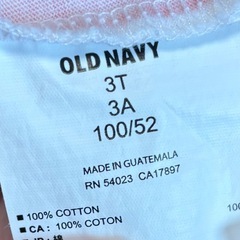 OLD NAVY
3T
3A
100/52
MADE IN GUATEMALA
RN 54023 CA17897
100% COTTON
CA : 100% COTON